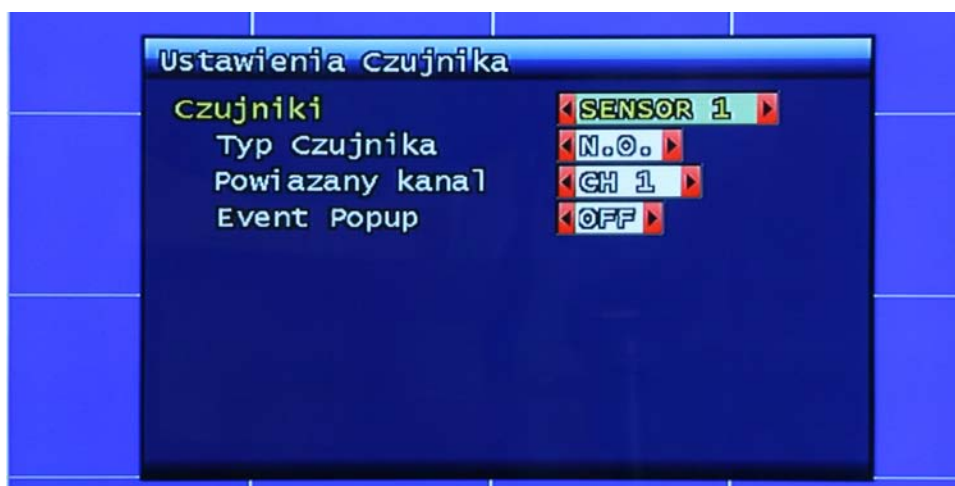 Ustawienia Czujnika
Czujniki SENSOR 1
Typ Czujnika N.O.
Powiazany kanal CH 1
Event Popup OFF